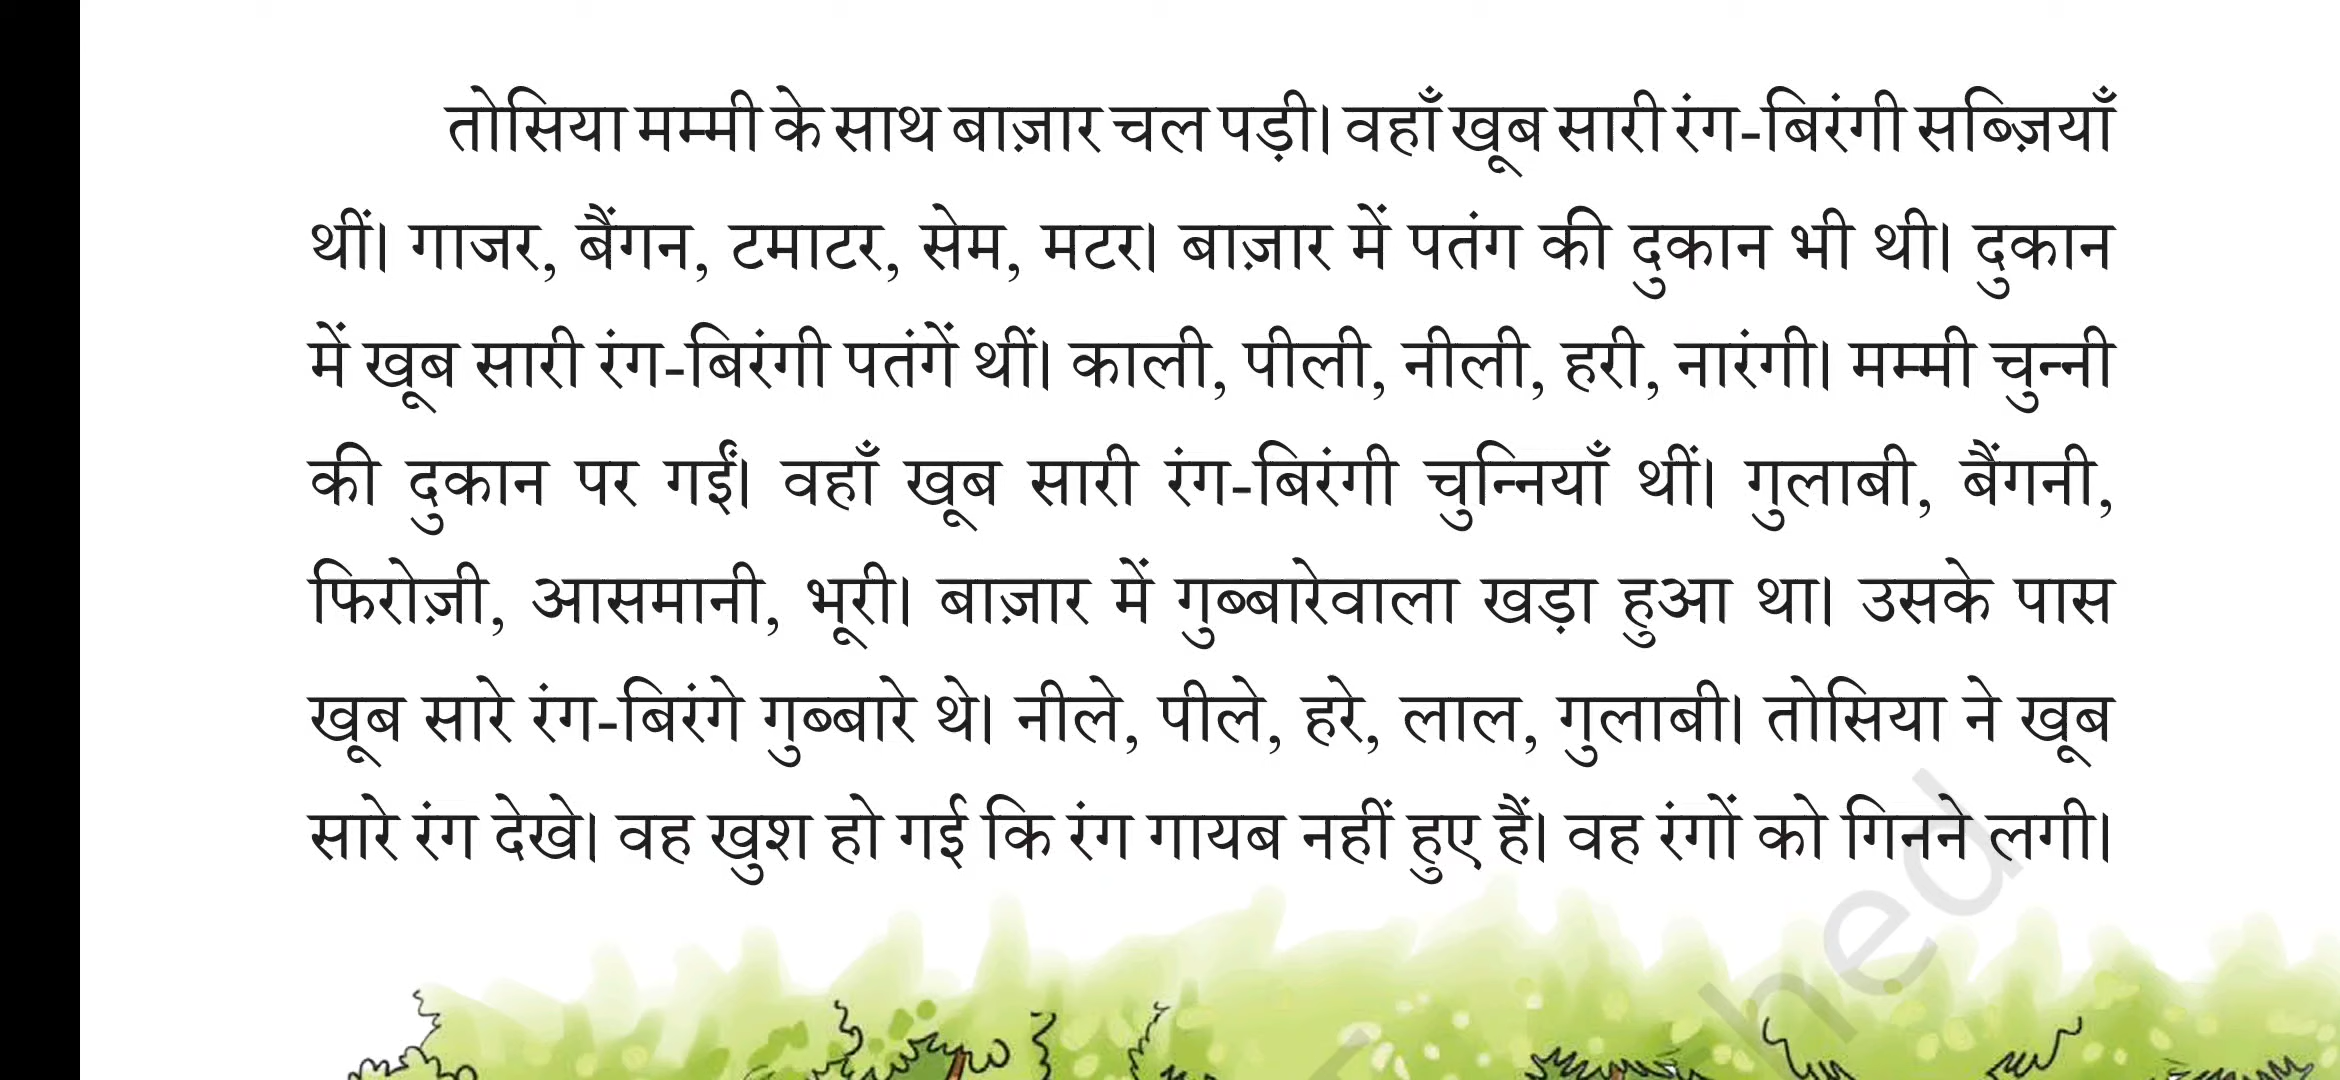 तोसिया मम्मी के साथ बाज़ार चल पड़ी। वहाँ खूब सारी रंग-बिरंगी सब्ज़ियाँ
थीं। गाजर, बैंगन, टमाटर, सेम, मटर। बाज़ार में पतंग की दुकान भी थी। दुकान
में खूब सारी रंग-बिरंगी पतंगें थीं। काली, पीली, नीली, हरी, नारंगी। मम्मी चुन्नी
की दुकान पर गईं। वहाँ खूब सारी रंग-बिरंगी चुन्नियाँ थीं। गुलाबी, बैंगनी,
फिरोज़ी, आसमानी, भूरी। बाज़ार में गुब्बारेवाला खड़ा हुआ था। उसके पास
खूब सारे रंग-बिरंगे गुब्बारे थे। नीले, पीले, हरे, लाल, गुलाबी। तोसिया ने खूब
सारे रंग देखे। वह खुश हो गई कि रंग गायब नहीं हुए हैं। वह रंगों को गिनने लगी।